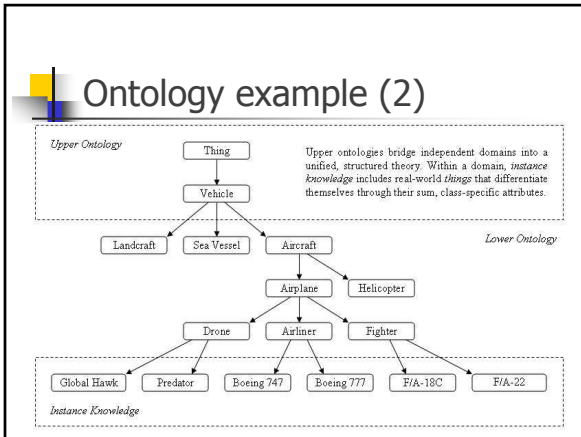 Ontology example (2)
Upper Ontology
Thing
Upper ontologies bridge independent domains into a
unified, structured theory. Within a domain, instance
knowledge includes real-world things that differentiate
themselves through their sum, class-specific attributes.
Vehicle
Landcraft
Sea Vessel
Aircraft
Lower Ontology
Airplane
Helicopter
Drone
Airliner
Fighter
Global Hawk
Predator
Boeing 747
Boeing 777
F/A-18C
F/A-22
Instance Knowledge